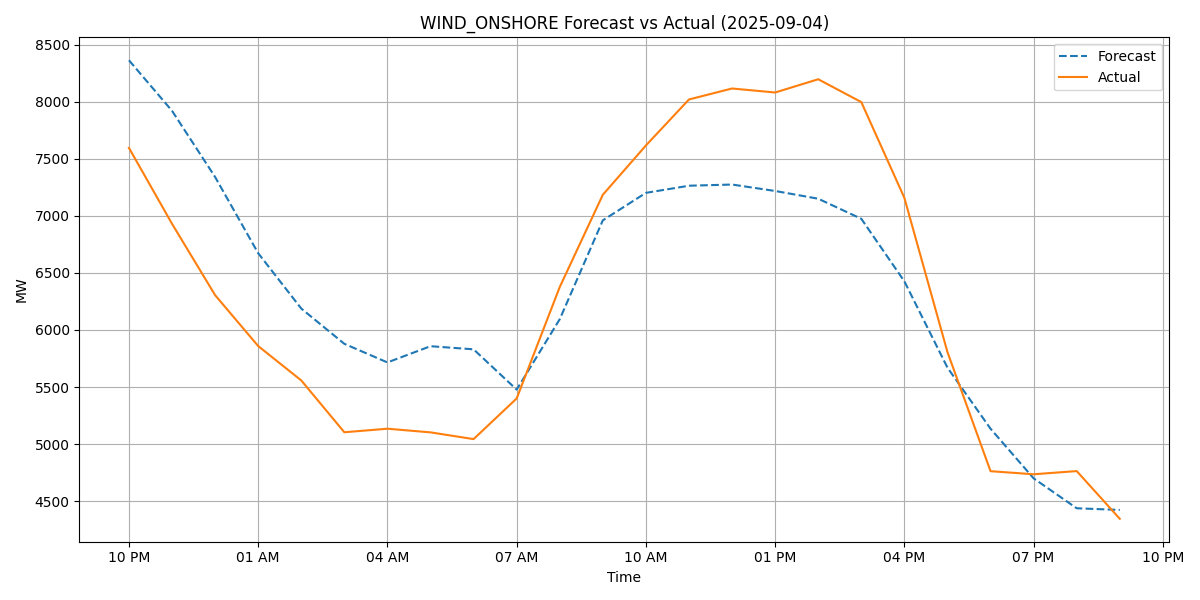 WIND_ONSHORE Forecast vs Actual (2025-09-04)
Forecast
Actual
8500
8000
7500
7000
6500
6000
5500
5000
4500
MW
10 PM 01 AM 04 AM 07 AM 10 AM 01 PM 04 PM 07 PM 10 PM
Time